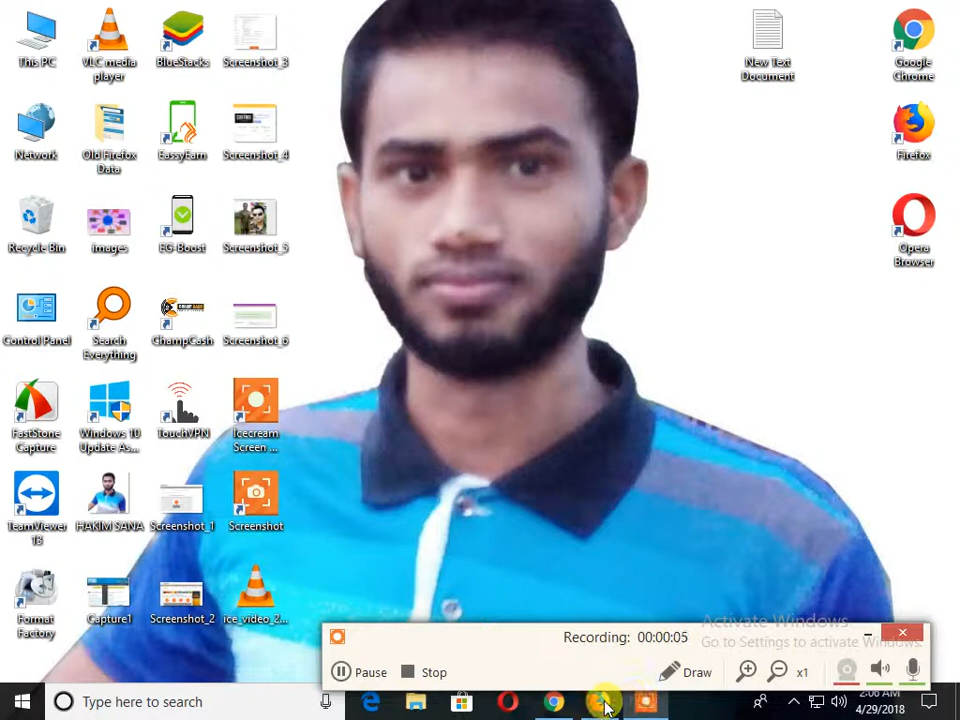 This PC
VLC media
player
BlueStacks
Screenshot_3
New Text
Document
Google
Chrome
Network
Old Firefox
Data
EassyEarn
Screenshot_4
Firefox
Recycle Bin
images
EG-Boost
Screenshot_5
Opera
Browser
Control Panel
Search
Everything
ChampCash
Screenshot_6
FastStone
Capture
Windows 10
Update As...
TouchVPN
Icecream
Screen ...
TeamViewer
13
HAKIM SANA
Screenshot_1
Screenshot
Format
Factory
Capture1
Screenshot_2
ice_video_2...
Activate Windows
Go to Settings to activate Windows.
Recording: 00:00:05
Pause
Stop
Draw
x1
Type here to search
2:06 AM
4/29/2018